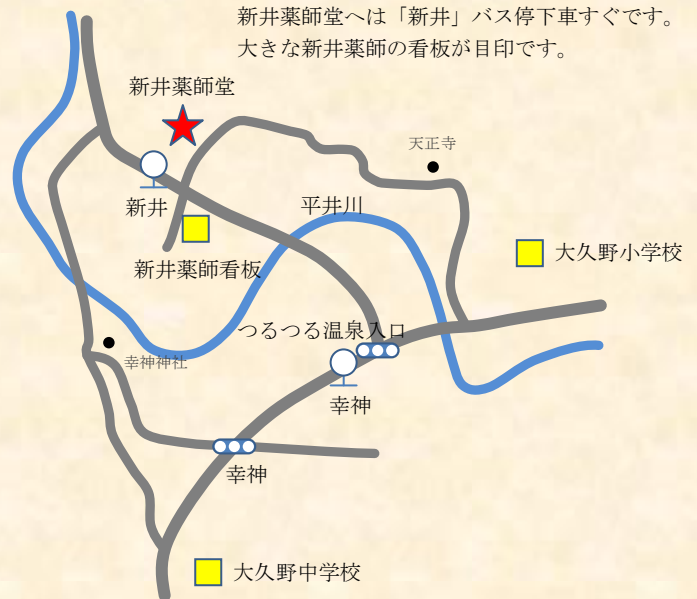 新井薬師堂へは「新井」バス停下車すぐです。
大きな新井薬師の看板が目印です。
新井薬師堂
天正寺
新井
平井川
新井薬師看板
大久野小学校
つるつる温泉入口
幸神神社
幸神
幸神
大久野中学校